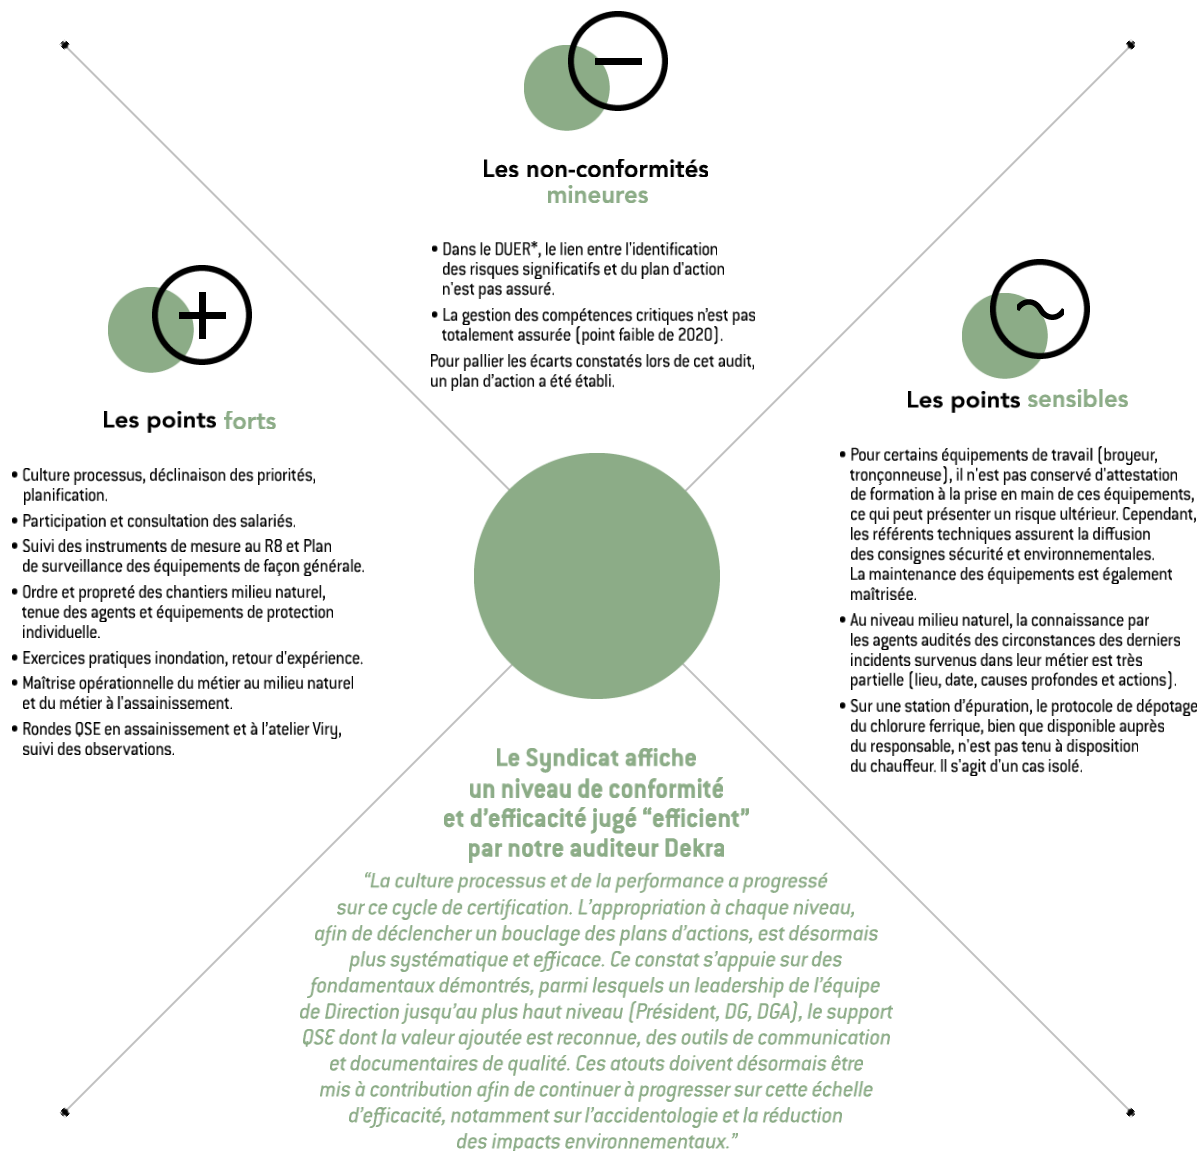 Les non-conformités
mineures
• Dans le DUER*, le lien entre l'identification
des risques significatifs et du plan d'action
n'est pas assuré.
• La gestion des compétences critiques n'est pas
totalement assurée (point faible de 2020).
Pour pallier les écarts constatés lors de cet audit,
un plan d'action a été établi.
Les points forts
• Culture processus, déclinaison des priorités,
planification.
• Participation et consultation des salariés.
• Suivi des instruments de mesure au R8 et Plan
de surveillance des équipements de façon générale.
• Ordre et propreté des chantiers milieu naturel,
tenue des agents et équipements de protection
individuelle.
• Exercices pratiques inondation, retour d'expérience.
• Maîtrise opérationnelle du métier au milieu naturel
et du métier à l'assainissement.
• Rondes QSE en assainissement et à l'atelier Viry,
suivi des observations.
Les points sensibles
• Pour certains équipements de travail (broyeur,
tronçonneuse), il n'est pas conservé d'attestation
de formation à la prise en main de ces équipements,
ce qui peut présenter un risque ultérieur. Cependant,
les référents techniques assurent la diffusion
des consignes sécurité et environnementales.
La maintenance des équipements est également
maîtrisée.
• Au niveau milieu naturel, la connaissance par
les agents audités des circonstances des derniers
incidents survenus dans leur métier est très
partielle (lieu, date, causes profondes et actions).
• Sur une station d'épuration, le protocole de dépotage
du chlorure ferrique, bien que disponible auprès
du responsable, n'est pas tenu à disposition
du chauffeur. Il s'agit d'un cas isolé.
Le Syndicat affiche
un niveau de conformité
et d'efficacité jugé “efficient”
par notre auditeur Dekra
“La culture processus et de la performance a progressé
sur ce cycle de certification. L'appropriation à chaque niveau,
afin de déclencher un bouclage des plans d'actions, est désormais
plus systématique et efficace. Ce constat s'appuie sur des
fondamentaux démontrés, parmi lesquels un leadership de l'équipe
de Direction jusqu'au plus haut niveau (Président, DG, DGA), le support
QSE dont la valeur ajoutée est reconnue, des outils de communication
et documentaires de qualité. Ces atouts doivent désormais être
mis à contribution afin de continuer à progresser sur cette échelle
d'efficacité, notamment sur l'accidentologie et la réduction
des impacts environnementaux.”